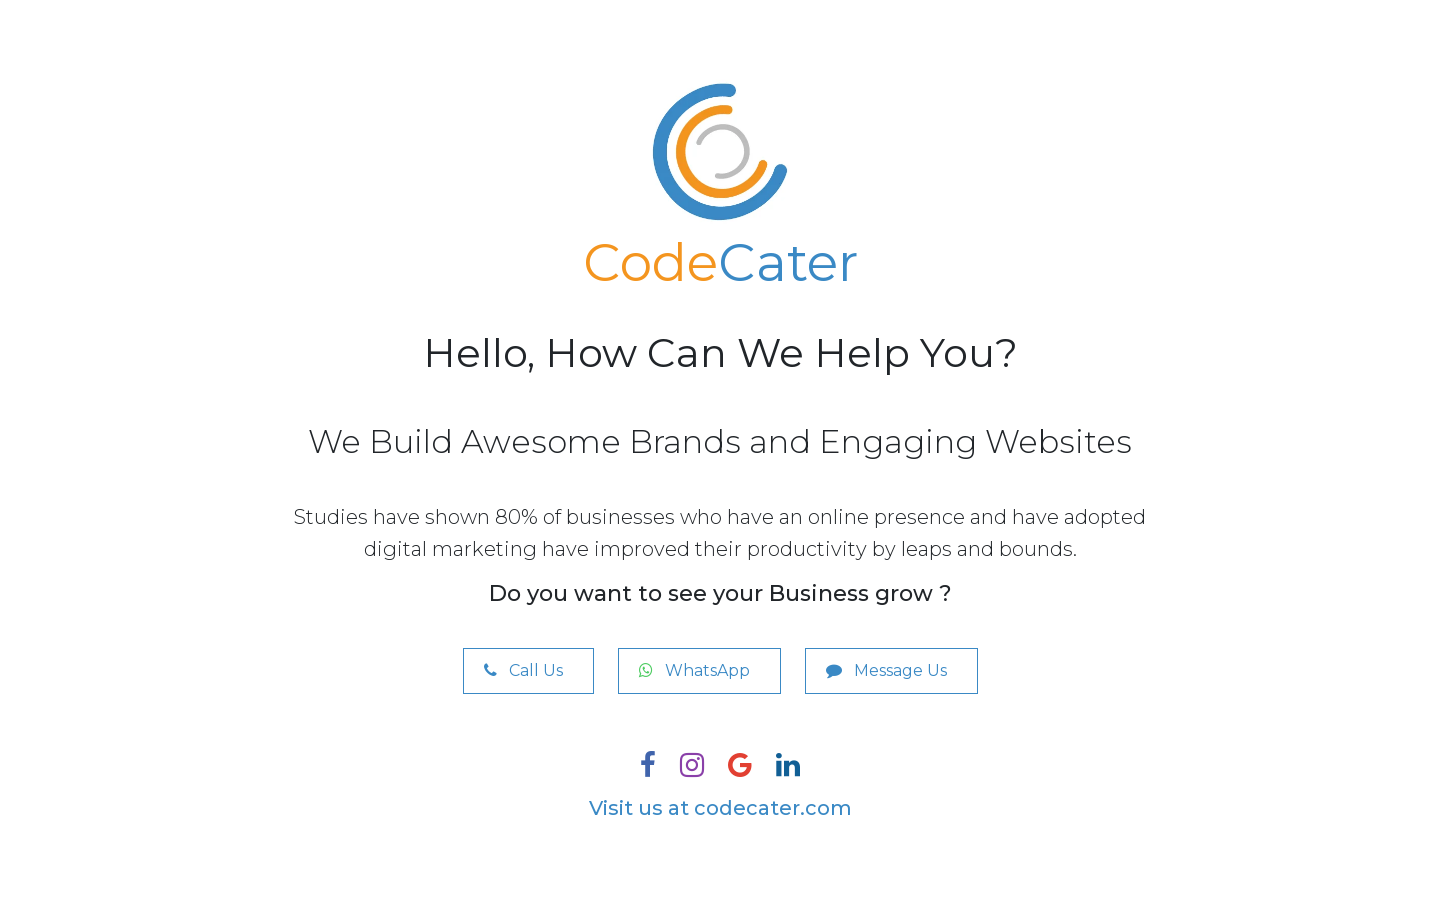 CodeCater
Hello, How Can We Help You?
We Build Awesome Brands and Engaging Websites
Studies have shown 80% of businesses who have an online presence and have adopted
digital marketing have improved their productivity by leaps and bounds.
Do you want to see your Business grow ?
Call Us
WhatsApp
Message Us
Visit us at codecater.com